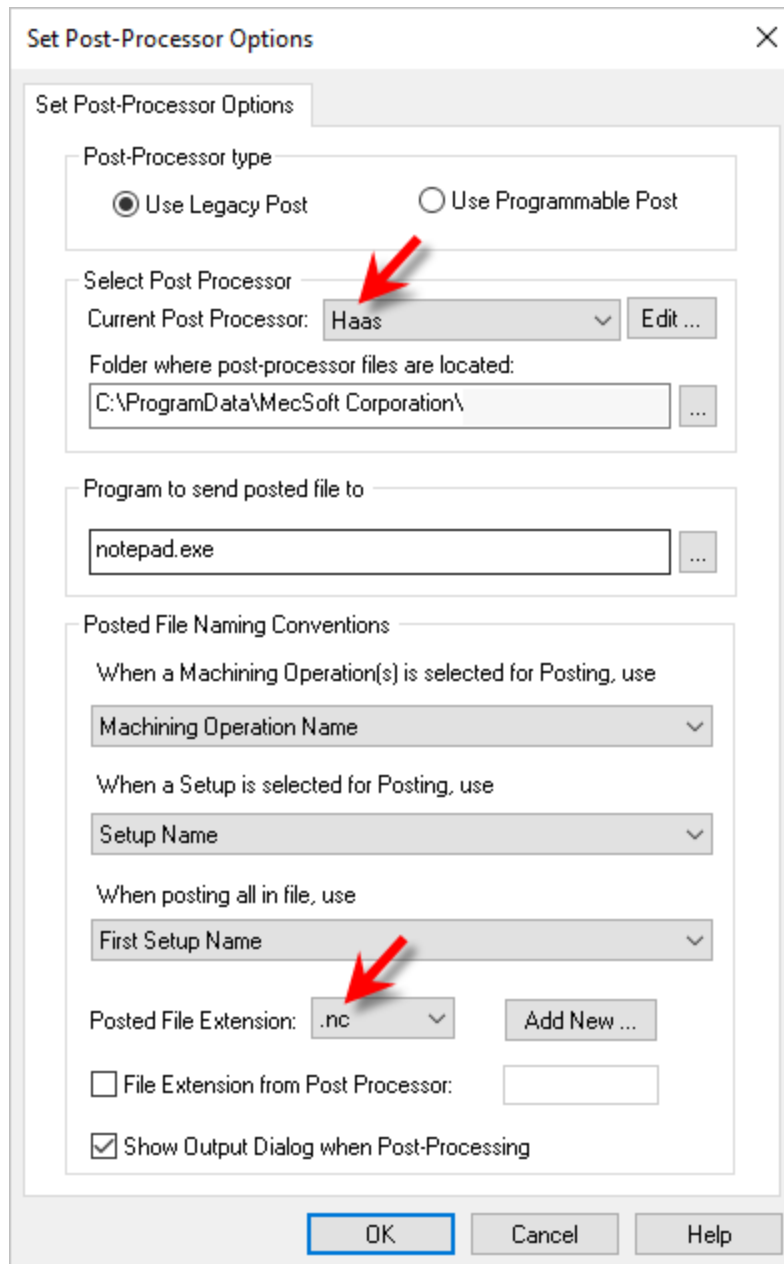 Set Post-Processor Options
Set Post-Processor Options
Post-Processor type
Use Legacy Post
Use Programmable Post
Select Post Processor
Current Post Processor: Haas Edit ...
Folder where post-processor files are located:
C:\ProgramData\MecSoft Corporation\ ...
Program to send posted file to
notepad.exe ...
Posted File Naming Conventions
When a Machining Operation(s) is selected for Posting, use
Machining Operation Name
When a Setup is selected for Posting, use
Setup Name
When posting all in file, use
First Setup Name
Posted File Extension: .nc Add New ...
File Extension from Post Processor:
Show Output Dialog when Post-Processing
OK Cancel Help